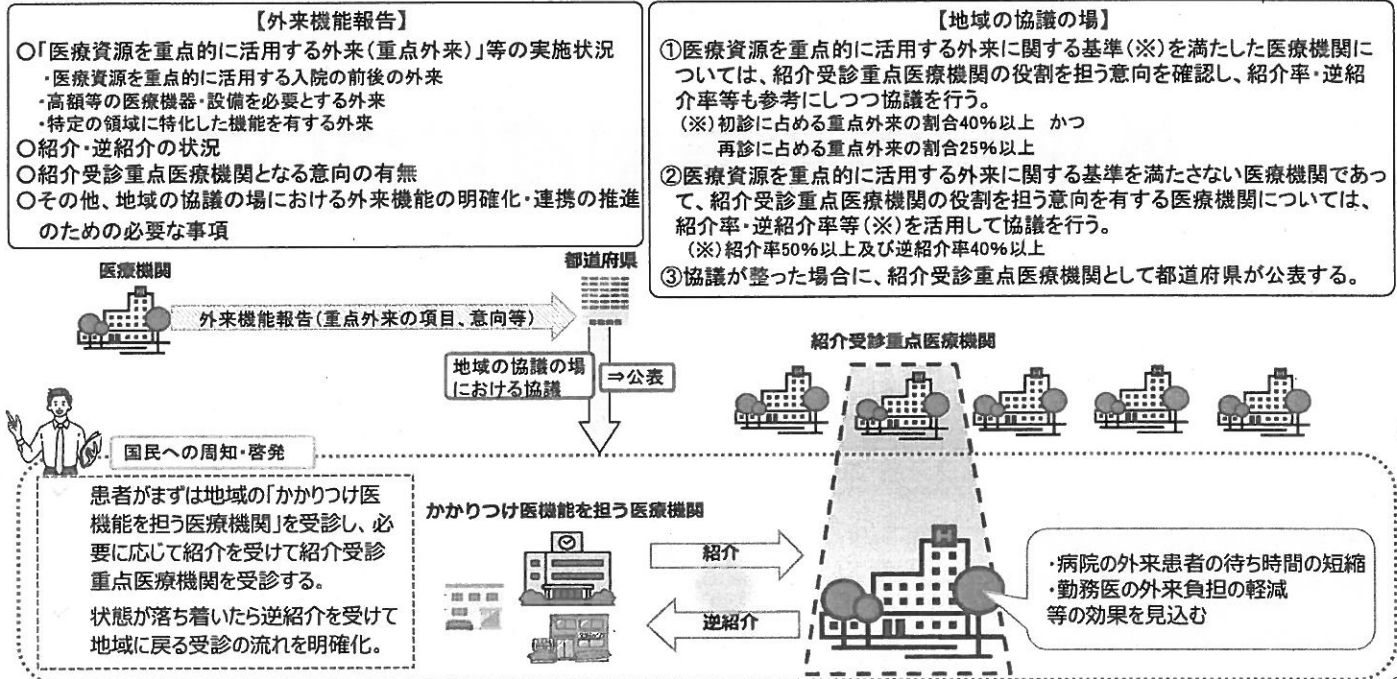 【外来機能報告】
○「医療資源を重点的に活用する外来(重点外来)」等の実施状況
・医療資源を重点的に活用する入院の前後の外来
・高額等の医療機器・設備を必要とする外来
・特定の領域に特化した機能を有する外来
○紹介・逆紹介の状況
○紹介受診重点医療機関となる意向の有無
○その他、地域の協議の場における外来機能の明確化・連携の推進
のための必要な事項
【地域の協議の場】
①医療資源を重点的に活用する外来に関する基準(※)を満たした医療機関に
ついては、紹介受診重点医療機関の役割を担う意向を確認し、紹介率・逆紹
介率等も参考にしつつ協議を行う。
(※)初診に占める重点外来の割合40%以上 かつ
再診に占める重点外来の割合25%以上
②医療資源を重点的に活用する外来に関する基準を満たさない医療機関であっ
て、紹介受診重点医療機関の役割を担う意向を有する医療機関については、
紹介率・逆紹介率等(※)を活用して協議を行う。
(※)紹介率50%以上及び逆紹介率40%以上
③協議が整った場合に、紹介受診重点医療機関として都道府県が公表する。
医療機関
都道府県
外来機能報告(重点外来の項目、意向等)
地域の協議の場
における協議
⇒公表
紹介受診重点医療機関
国民への周知・啓発
患者がまずは地域の「かかりつけ医
機能を担う医療機関」を受診し、必
要に応じて紹介を受けて紹介受診
重点医療機関を受診する。
状態が落ち着いたら逆紹介を受けて
地域に戻る受診の流れを明確化。
かかりつけ医機能を担う医療機関
紹介
逆紹介
・病院の外来患者の待ち時間の短縮
・勤務医の外来負担の軽減
等の効果を見込む